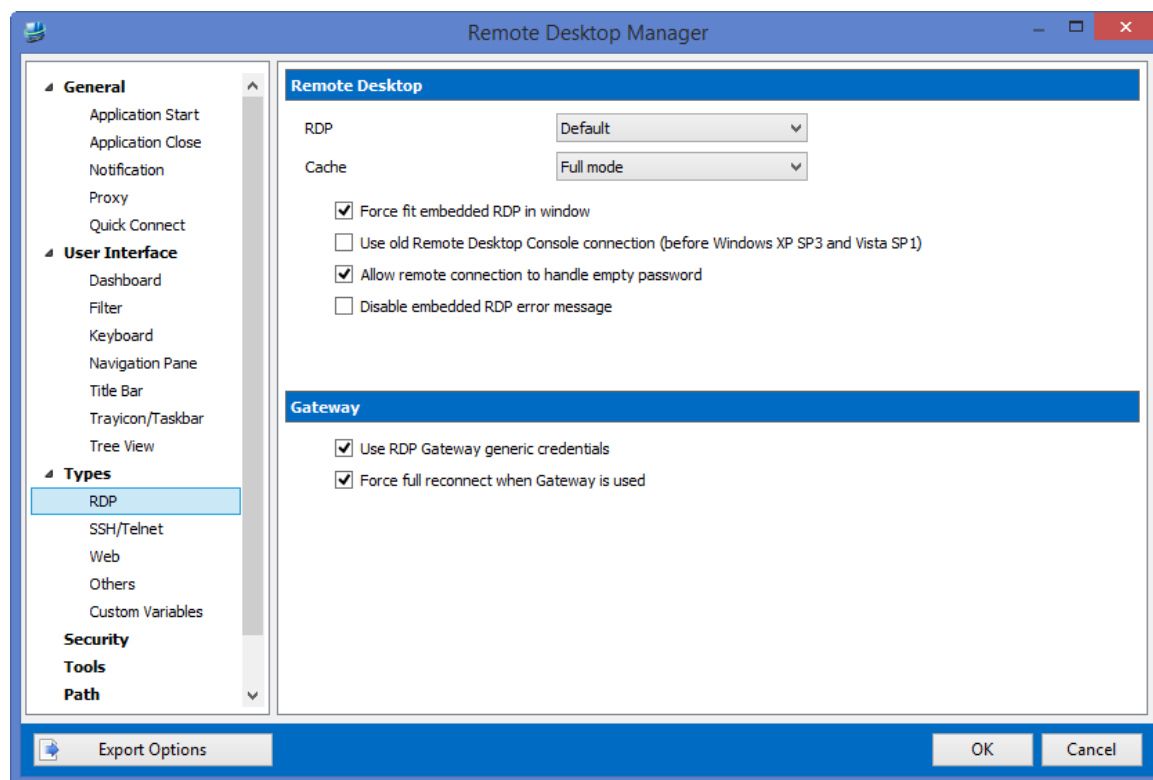 Remote Desktop Manager
General
Application Start
Application Close
Notification
Proxy
Quick Connect
User Interface
Dashboard
Filter
Keyboard
Navigation Pane
Title Bar
Trayicon/Taskbar
Tree View
Types
RDP
SSH/Telnet
Web
Others
Custom Variables
Security
Tools
Path
Remote Desktop
RDP Default
Cache Full mode
Force fit embedded RDP in window
Use old Remote Desktop Console connection (before Windows XP SP3 and Vista SP1)
Allow remote connection to handle empty password
Disable embedded RDP error message
Gateway
Use RDP Gateway generic credentials
Force full reconnect when Gateway is used
Export Options
OK
Cancel